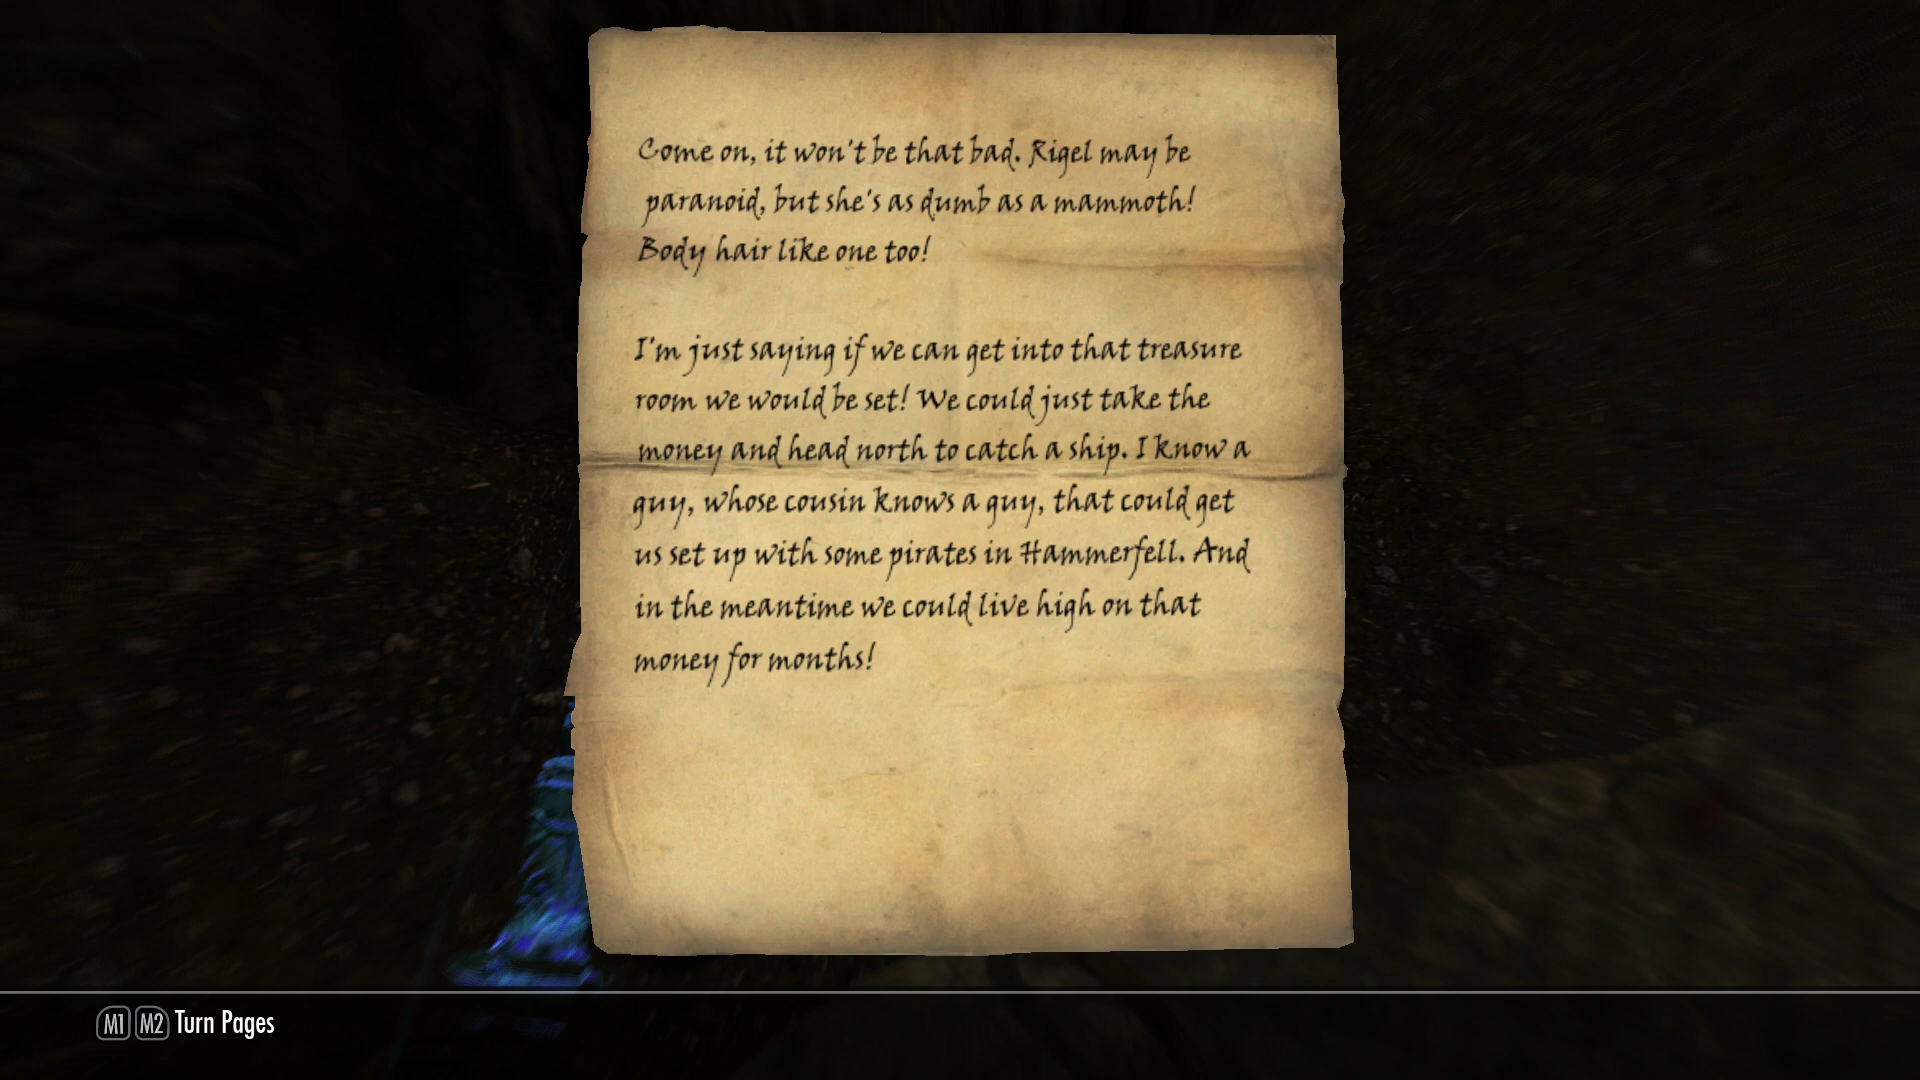 Come on, it won't be that bad. Rigel may be
paranoid, but she's as dumb as a mammoth!
Body hair like one too!
I'm just saying if we can get into that treasure
room we would be set! We could just take the
money and head north to catch a ship. I know a
guy, whose cousin knows a guy, that could get
us set up with some pirates in Hammerfell. And
in the meantime we could live high on that
money for months!
M1 M2 Turn Pages